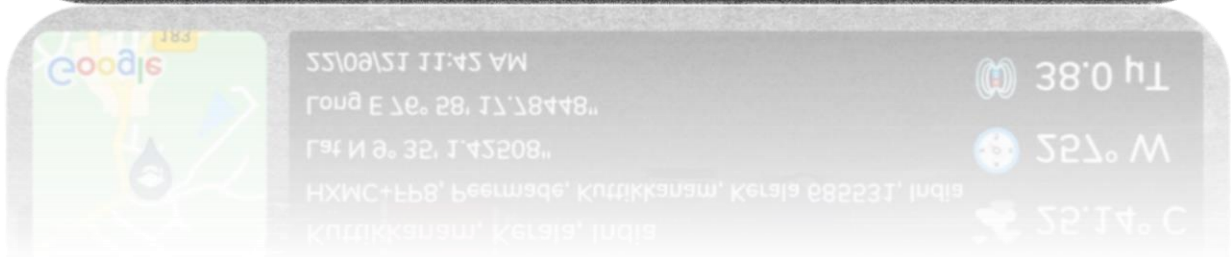 Kuttikkanam, Kerala, India
HXMC+FP8, Peermade, Kuttikkanam, Kerala 685531, India
Lat N 9° 35' 1.42508"
Long E 76° 58' 17.78448"
22/09/21 11:42 AM
25.14° C
257° W
38.0 µT
Google
183